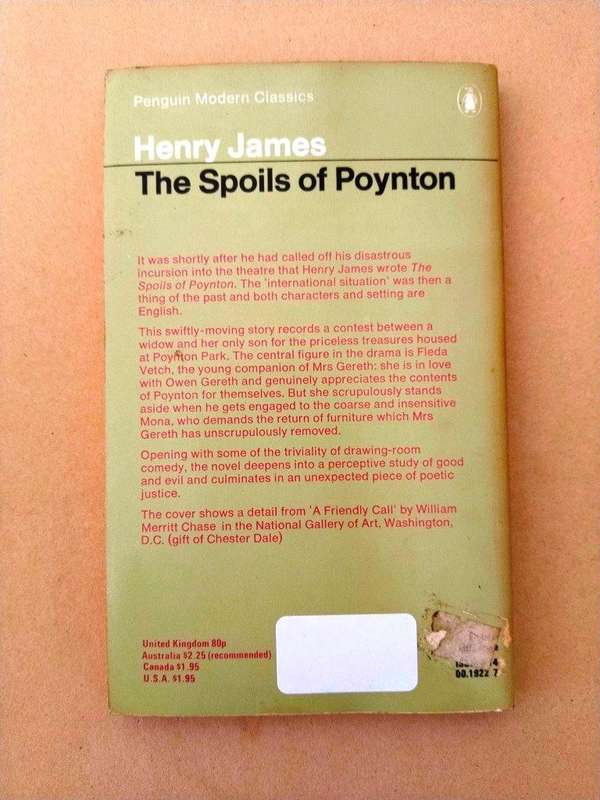 Penguin Modern Classics
Henry James
The Spoils of Poynton
It was shortly after he had called off his disastrous
incursion into the theatre that Henry James wrote The
Spoils of Poynton. The 'international situation' was then a
thing of the past and both characters and setting are
English.
This swiftly-moving story records a contest between a
widow and her only son for the priceless treasures housed
at Poynton Park. The central figure in the drama is Fleda
Vetch, the young companion of Mrs Gereth: she is in love
with Owen Gereth and genuinely appreciates the contents
of Poynton for themselves. But she scrupulously stands
aside when he gets engaged to the coarse and insensitive
Mona, who demands the return of furniture which Mrs
Gereth has unscrupulously removed.
Opening with some of the triviality of drawing-room
comedy, the novel deepens into a perceptive study of good
and evil and culminates in an unexpected piece of poetic
justice.
The cover shows a detail from 'A Friendly Call' by William
Merritt Chase in the National Gallery of Art, Washington,
D.C. (gift of Chester Dale)
United Kingdom 80p
Australia $2.25 (recommended)
Canada $1.95
U.S.A. $1.95
00.1922 7